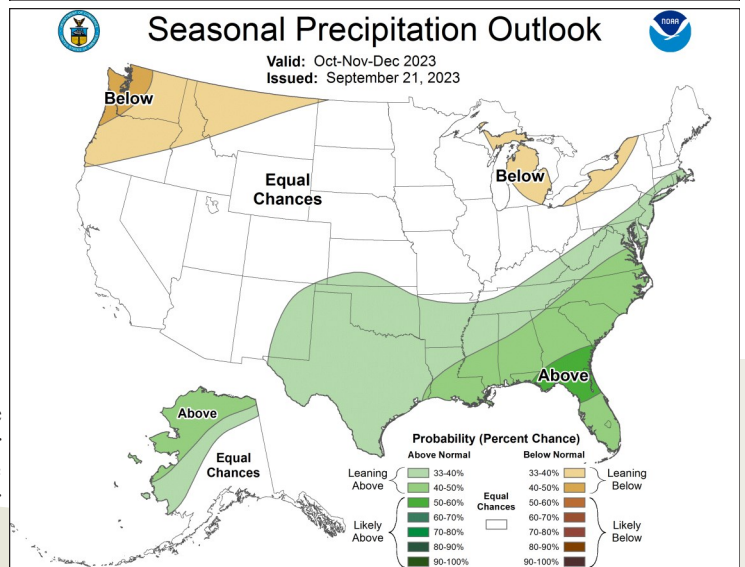 Seasonal Precipitation Outlook
NOAA
Valid: Oct-Nov-Dec 2023
Issued: September 21, 2023
Below
Equal
Chances
Below
Above
Above
Equal
Chances
Probability (Percent Chance)
Above Normal
Below Normal
Leaning
Above
33-40%
40-50%
Likely
Above
50-60%
60-70%
70-80%
80-90%
90-100%
Equal
Chances
33-40%
40-50%
Leaning
Below
50-60%
60-70%
70-80%
80-90%
90-100%
Likely
Below